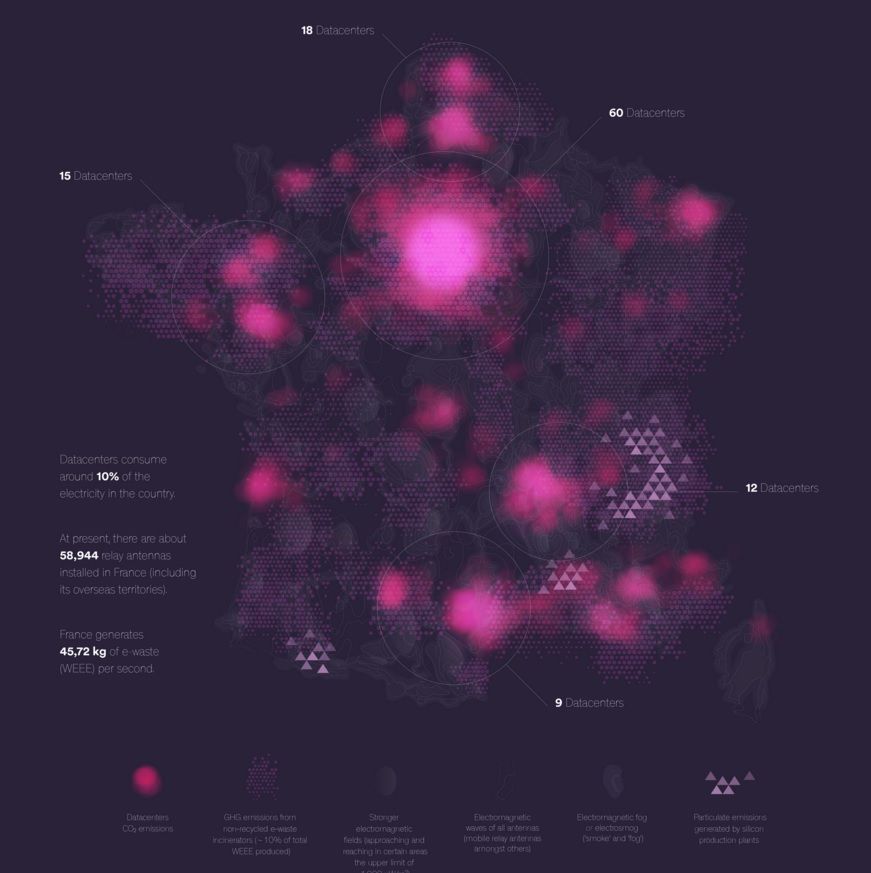 18 Datacenters
60 Datacenters
15 Datacenters
Datacenters consume
around 10% of the
electricity in the country.
12 Datacenters
At present, there are about
58,944 relay antennas
installed in France (including
its overseas territories).
France generates
45,72 kg of e-waste
(WEEE) per second.
9 Datacenters
Datacenters
CO₂ emissions
GHG emissions from
non-recycled e-waste
incinerators (~10% of total
WEEE produced)
Stronger
electromagnetic
fields (approaching and
reaching in certain areas
the upper limit of
Electromagnetic
waves of all antennas
(mobile relay antennas
amongst others)
Electromagnetic fog
or electrosmog
('smoke' and 'fog')
Particulate emissions
generated by silicon
production plants